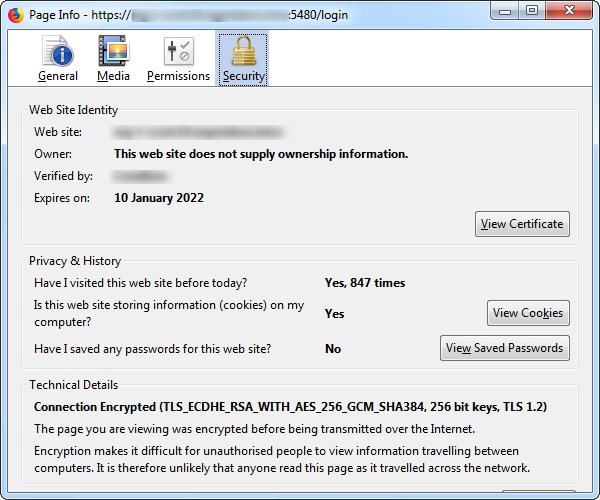 Page Info - https:// :5480/login
General Media Permissions Security
Web Site Identity
Web site:
Owner: This web site does not supply ownership information.
Verified by:
Expires on: 10 January 2022
View Certificate
Privacy & History
Have I visited this web site before today? Yes, 847 times
Is this web site storing information (cookies) on my
computer? Yes View Cookies
Have I saved any passwords for this web site? No View Saved Passwords
Technical Details
Connection Encrypted (TLS_ECDHE_RSA_WITH_AES_256_GCM_SHA384, 256 bit keys, TLS 1.2)
The page you are viewing was encrypted before being transmitted over the Internet.
Encryption makes it difficult for unauthorised people to view information travelling between
computers. It is therefore unlikely that anyone read this page as it travelled across the network.